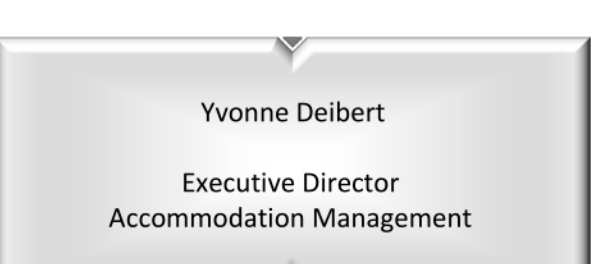 Yvonne Deibert
Executive Director
Accommodation Management